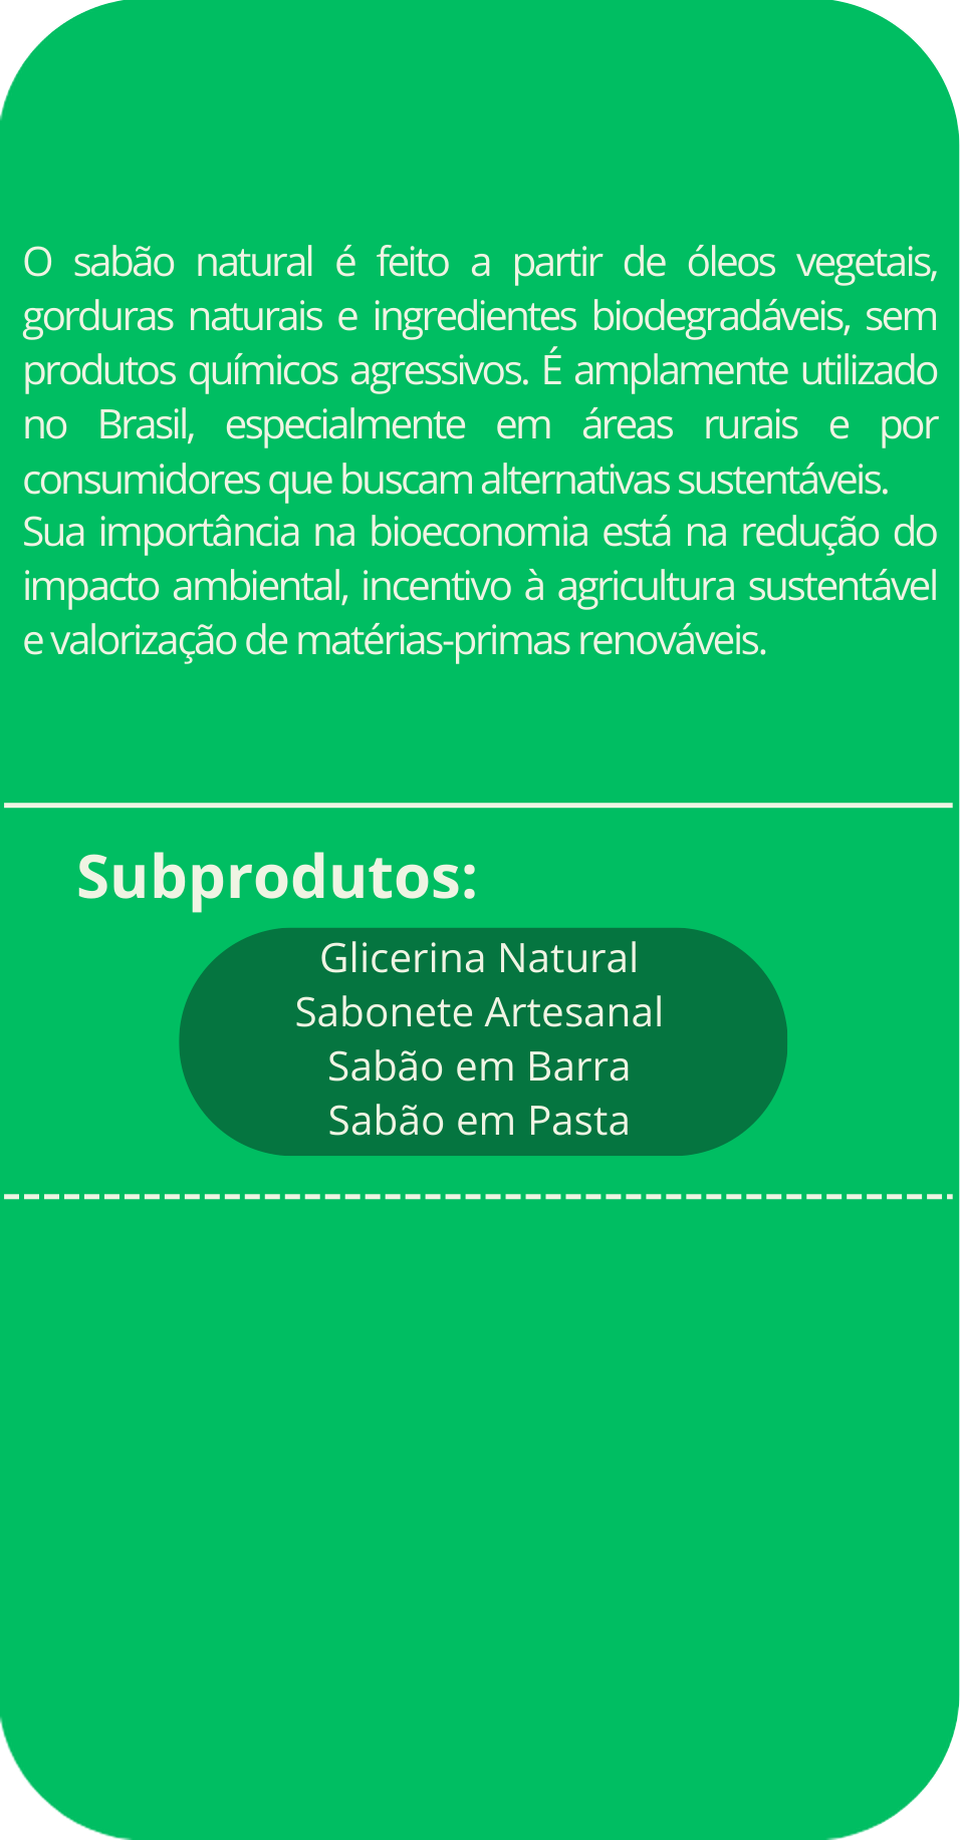 O sabão natural é feito a partir de óleos vegetais,
gorduras naturais e ingredientes biodegradáveis, sem
produtos químicos agressivos. É amplamente utilizado
no Brasil, especialmente em áreas rurais e por
consumidores que buscam alternativas sustentáveis.
Sua importância na bioeconomia está na redução do
impacto ambiental, incentivo à agricultura sustentável
e valorização de matérias-primas renováveis.
Subprodutos:
Glicerina Natural
Sabonete Artesanal
Sabão em Barra
Sabão em Pasta